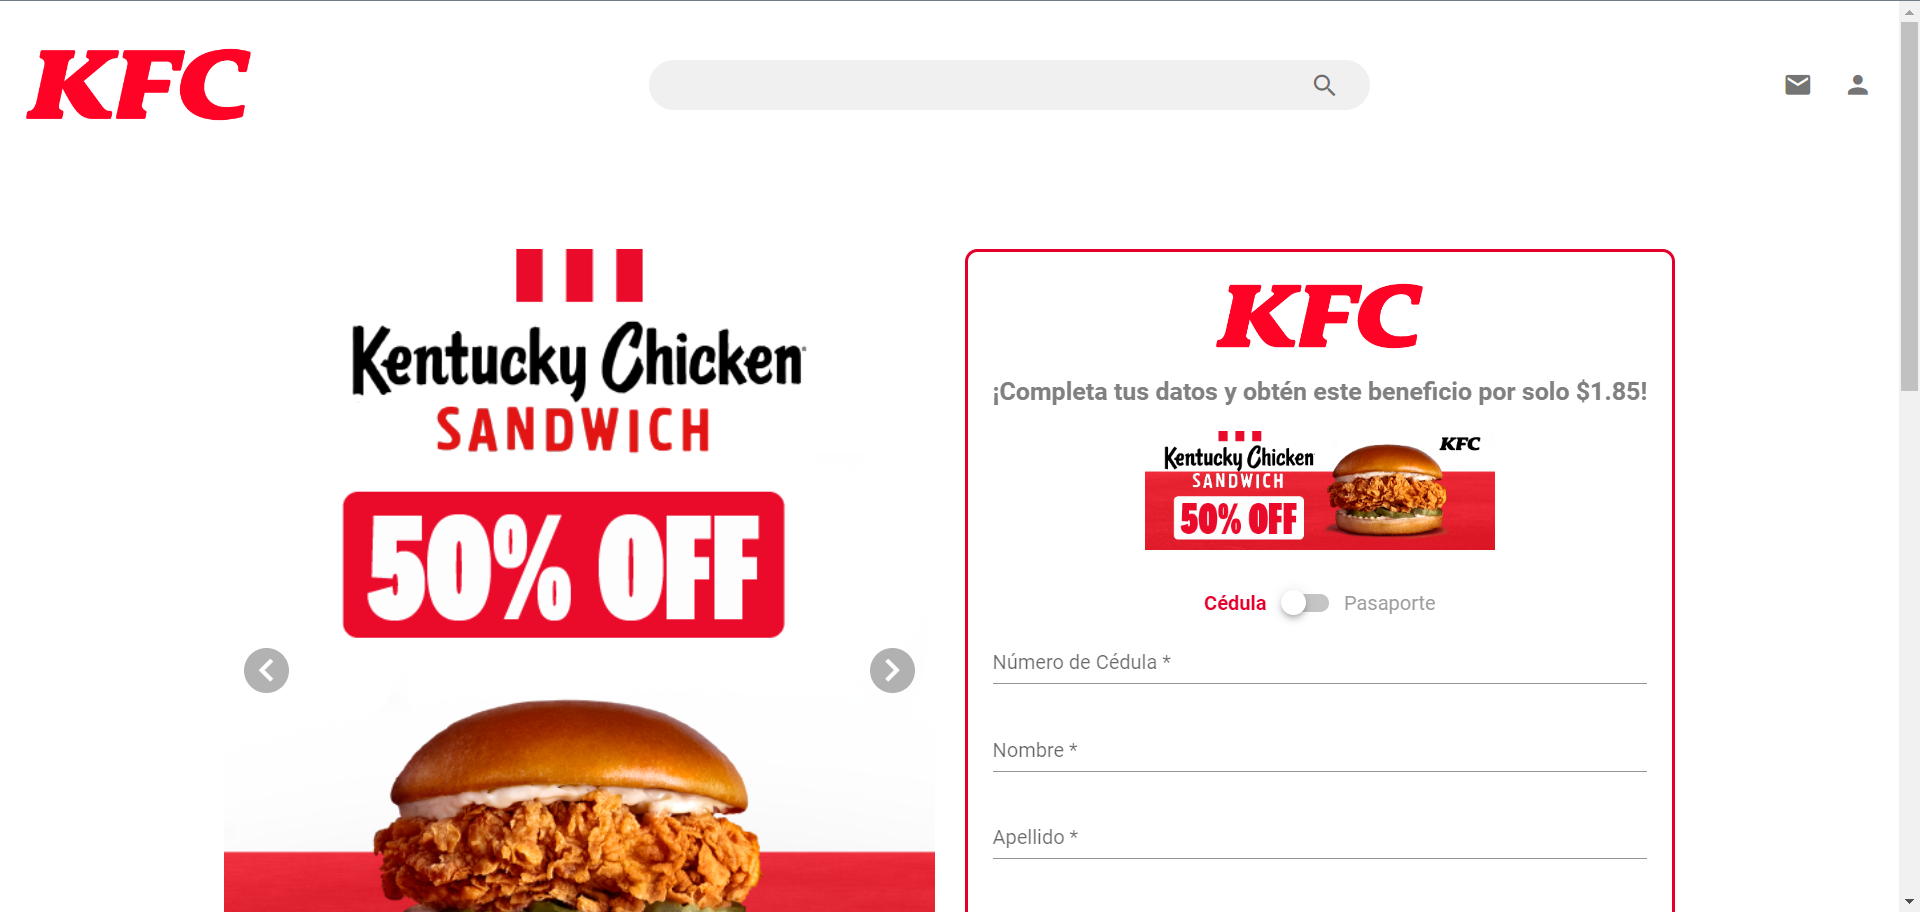 KFC
Kentucky Chicken
SANDWICH
50% OFF
KFC
¡Completa tus datos y obtén este beneficio por solo $1.85!
Kentucky Chicken
SANDWICH
50% OFF
KFC
Cédula Pasaporte
Número de Cédula *
Nombre *
Apellido *